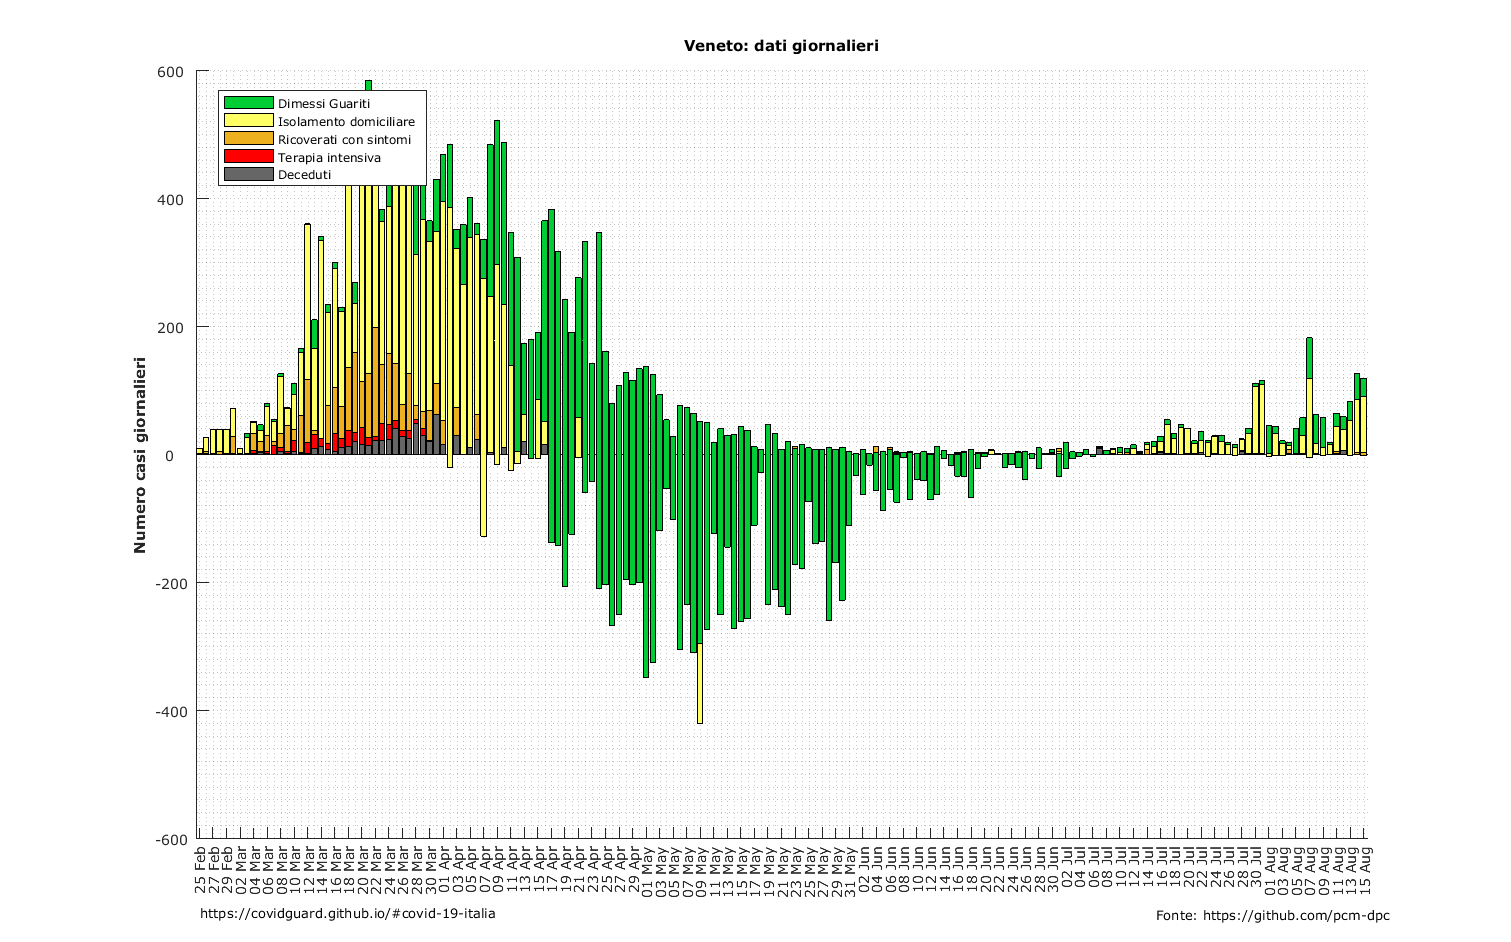 Veneto: dati giornalieri
600
400
200
0
-200
-400
-600
Numero casi giornalieri
Dimessi Guariti
Isolamento domiciliare
Ricoverati con sintomi
Terapia intensiva
Deceduti
25 Feb
27 Feb
29 Feb
02 Mar
04 Mar
06 Mar
08 Mar
10 Mar
12 Mar
14 Mar
16 Mar
18 Mar
20 Mar
22 Mar
24 Mar
26 Mar
28 Mar
30 Mar
01 Apr
03 Apr
05 Apr
07 Apr
09 Apr
11 Apr
13 Apr
15 Apr
17 Apr
19 Apr
21 Apr
23 Apr
25 Apr
27 Apr
29 Apr
01 May
03 May
05 May
07 May
09 May
11 May
13 May
15 May
17 May
19 May
21 May
23 May
25 May
27 May
29 May
31 May
02 Jun
04 Jun
06 Jun
08 Jun
10 Jun
12 Jun
14 Jun
16 Jun
18 Jun
20 Jun
22 Jun
24 Jun
26 Jun
28 Jun
30 Jun
02 Jul
04 Jul
06 Jul
08 Jul
10 Jul
12 Jul
14 Jul
16 Jul
18 Jul
20 Jul
22 Jul
24 Jul
26 Jul
28 Jul
30 Jul
01 Aug
03 Aug
05 Aug
07 Aug
09 Aug
11 Aug
13 Aug
15 Aug
https://covidguard.github.io/#covid-19-italia
Fonte: https://github.com/pcm-dpc